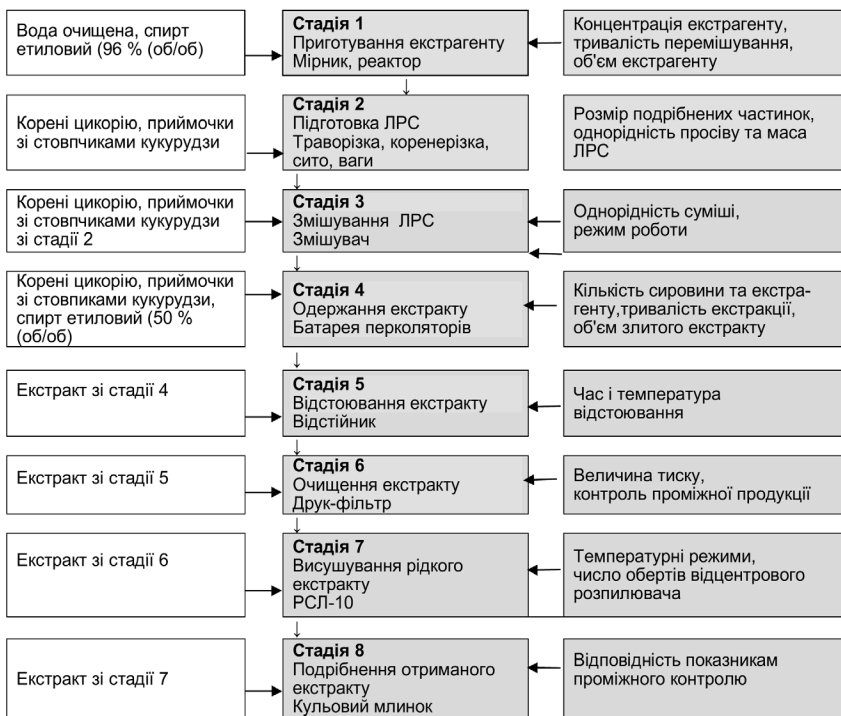 Вода очищена, спирт
етиловий (96 % (об/об)
Стадія 1
Приготування екстрагенту
Мірник, реактор
Концентрація екстрагенту,
тривалість перемішування,
об'єм екстрагенту
Корені цикорію, приймочки
зі стовпчиками кукурудзи
Стадія 2
Підготовка ЛРС
Траворізка, коренерізка,
сито, ваги
Розмір подрібнених частинок,
однорідність просіву та маса
ЛРС
Корені цикорію, приймочки
зі стовпчиками кукурудзи
зі стадії 2
Стадія 3
Змішування ЛРС
Змішувач
Однорідність суміші,
режим роботи
Корені цикорію, приймочки
зі стовпиками кукурудзи,
спирт етиловий (50 %
(об/об)
Стадія 4
Одержання екстракту
Батарея перколяторів
Кількість сировини та екстра-
генту,тривалість екстракції,
об'єм злитого екстракту
Екстракт зі стадії 4
Стадія 5
Відстоювання екстракту
Відстійник
Час і температура
відстоювання
Екстракт зі стадії 5
Стадія 6
Очищення екстракту
Друк-фільтр
Величина тиску,
контроль проміжної продукції
Екстракт зі стадії 6
Стадія 7
Висушування рідкого
екстракту
РСЛ-10
Температурні режими,
число обертів відцентрового
розпилювача
Екстракт зі стадії 7
Стадія 8
Подрібнення отриманого
екстракту
Кульовий млинок
Відповідність показникам
проміжного контролю